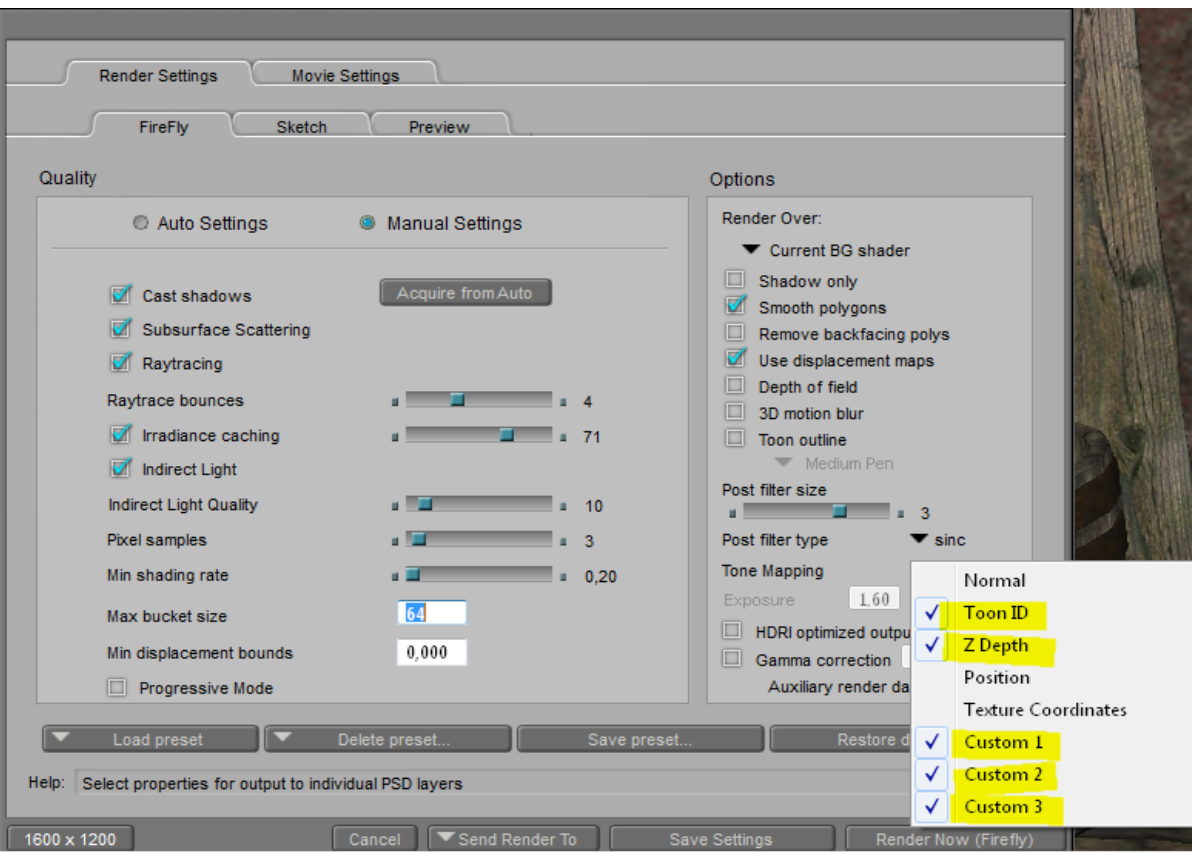 Render Settings
Movie Settings
FireFly
Sketch
Preview
Quality
Auto Settings
Manual Settings
Cast shadows
Acquire from Auto
Subsurface Scattering
Raytracing
Raytrace bounces 4
Irradiance caching 71
Indirect Light
Indirect Light Quality 10
Pixel samples 3
Min shading rate 0,20
Max bucket size 64
Min displacement bounds 0,000
Progressive Mode
Options
Render Over:
Current BG shader
Shadow only
Smooth polygons
Remove backfacing polys
Use displacement maps
Depth of field
3D motion blur
Toon outline
Medium Pen
Post filter size
3
Post filter type sinc
Tone Mapping
Exposure 1.60
HDRI optimized outpu
Gamma correction
Auxiliary render da
Normal
Toon ID
Z Depth
Position
Texture Coordinates
Custom 1
Custom 2
Custom 3
Load preset
Delete preset...
Save preset...
Restore d
Help: Select properties for output to individual PSD layers
1600 x 1200
Cancel
Send Render To
Save Settings
Render Now (Firefly)